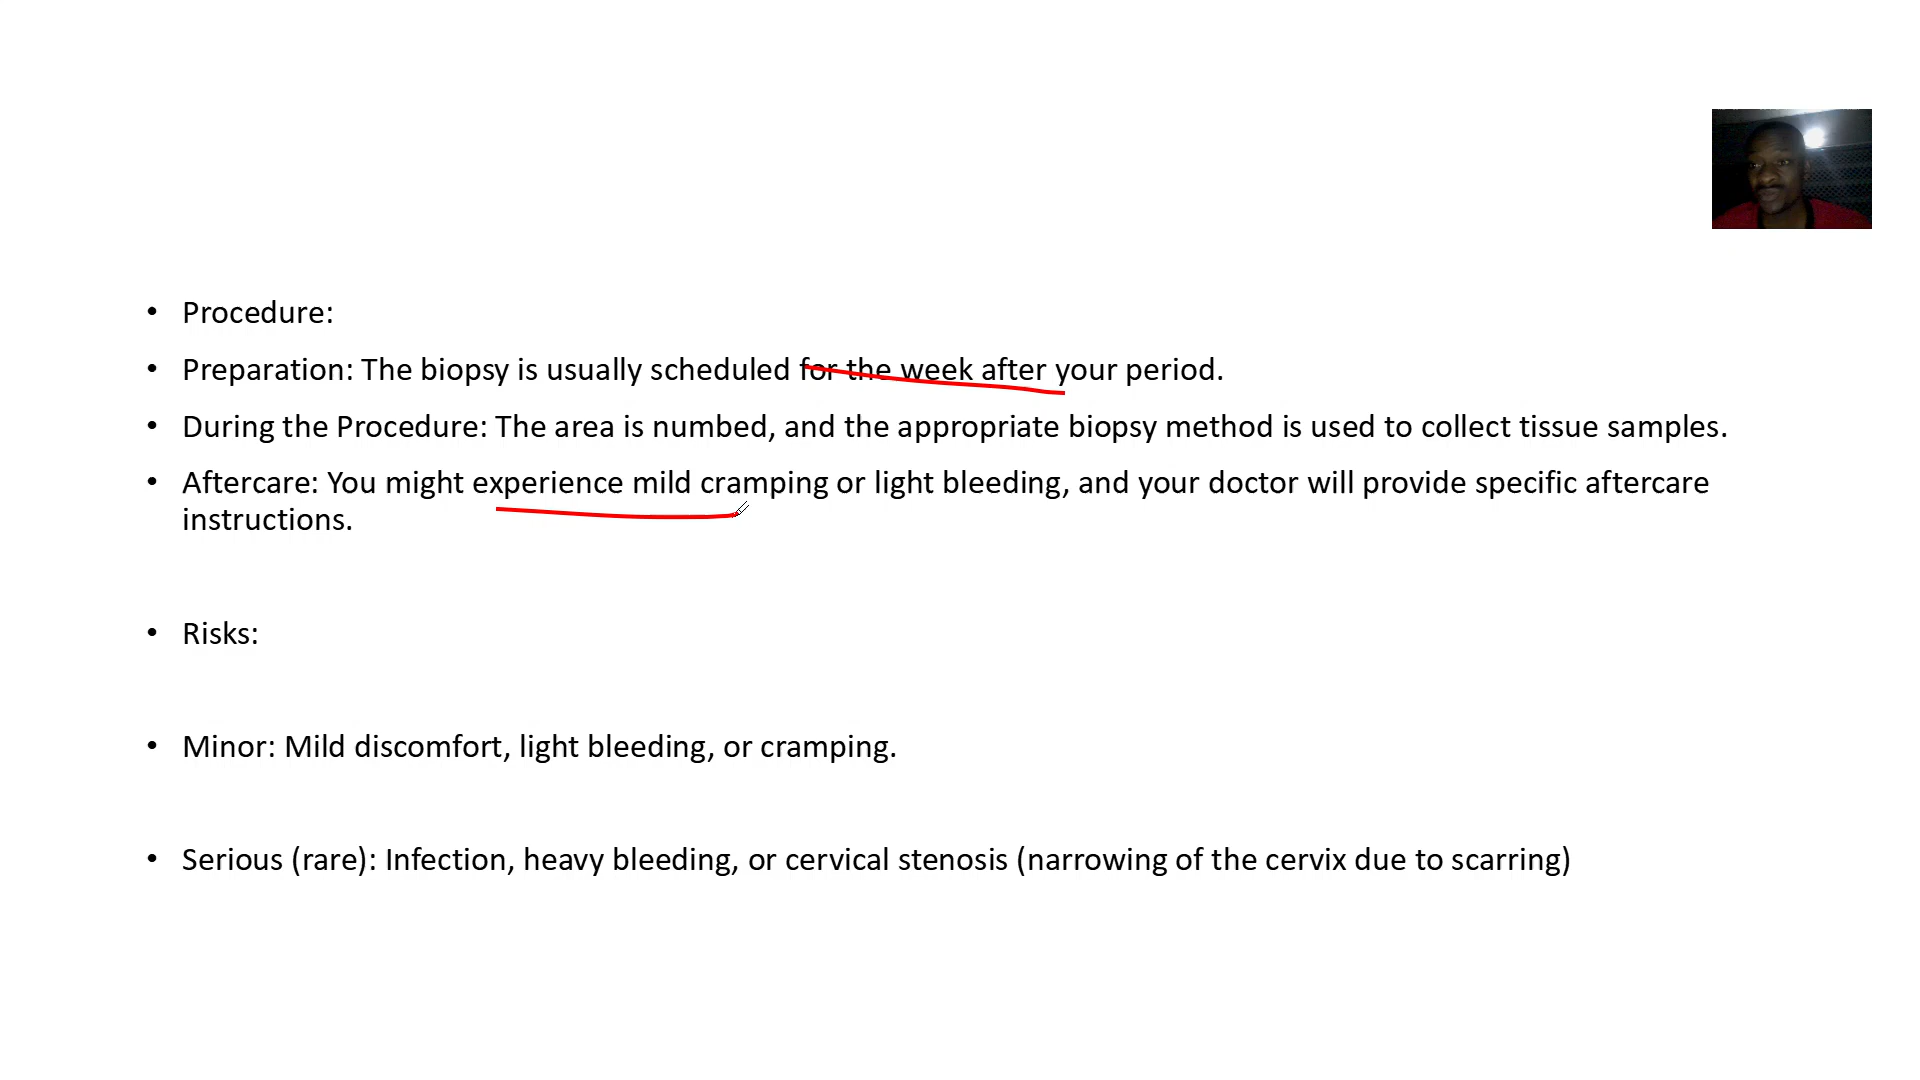 • Procedure:
• Preparation: The biopsy is usually scheduled for the week after your period.
• During the Procedure: The area is numbed, and the appropriate biopsy method is used to collect tissue samples.
• Aftercare: You might experience mild cramping or light bleeding, and your doctor will provide specific aftercare
instructions.
• Risks:
• Minor: Mild discomfort, light bleeding, or cramping.
• Serious (rare): Infection, heavy bleeding, or cervical stenosis (narrowing of the cervix due to scarring)